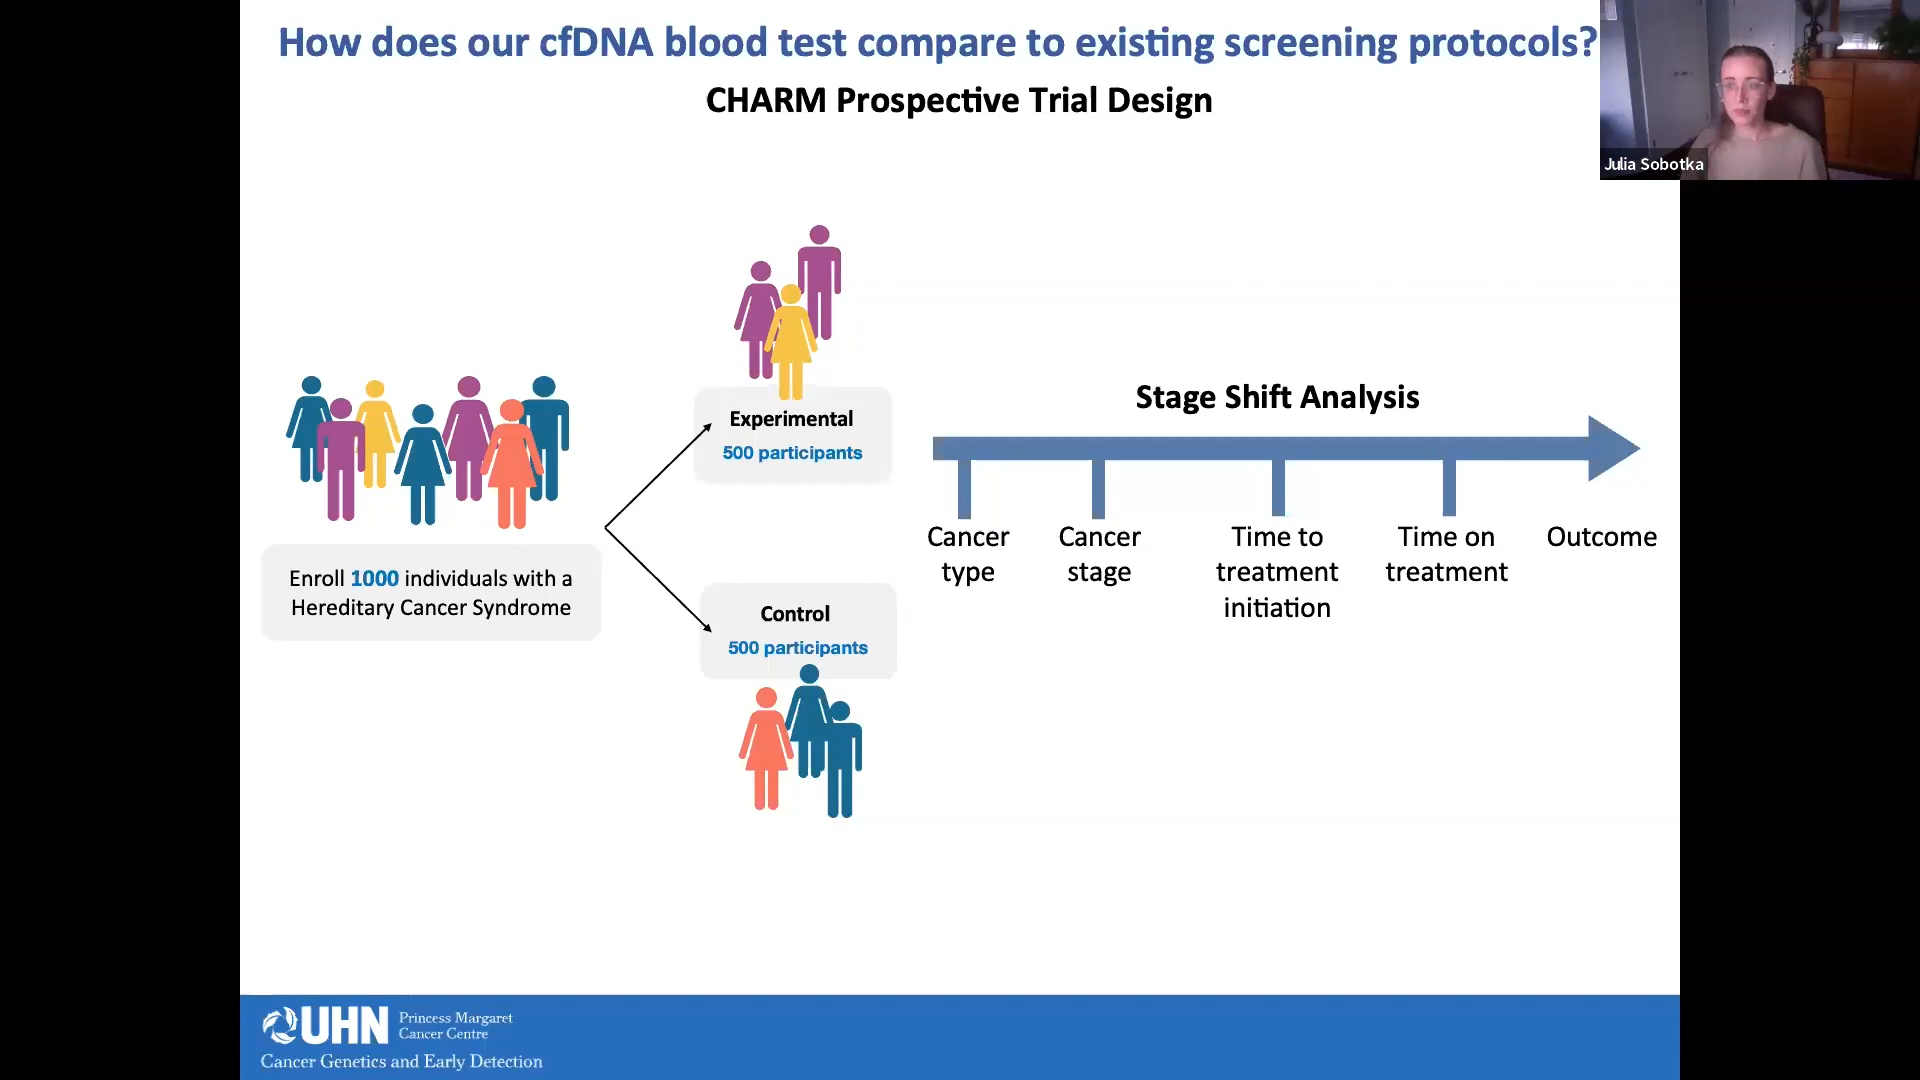 How does our cfDNA blood test compare to existing screening protocols?
CHARM Prospective Trial Design
Julia Sobotka
Enroll 1000 individuals with a
Hereditary Cancer Syndrome
Experimental
500 participants
Control
500 participants
Stage Shift Analysis
Cancer
type
Cancer
stage
Time to
treatment
initiation
Time on
treatment
Outcome
UHN
Princess Margaret
Cancer Centre
Cancer Genetics and Early Detection